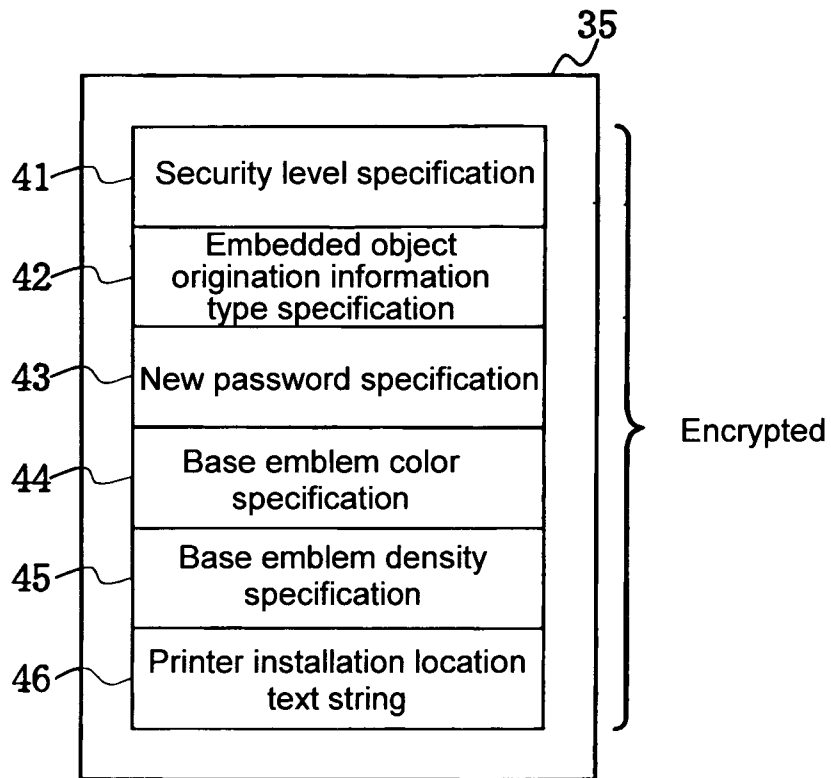 35
41
Security level specification
42
Embedded object
origination information
type specification
43
New password specification
Encrypted
44
Base emblem color
specification
45
Base emblem density
specification
46
Printer installation location
text string